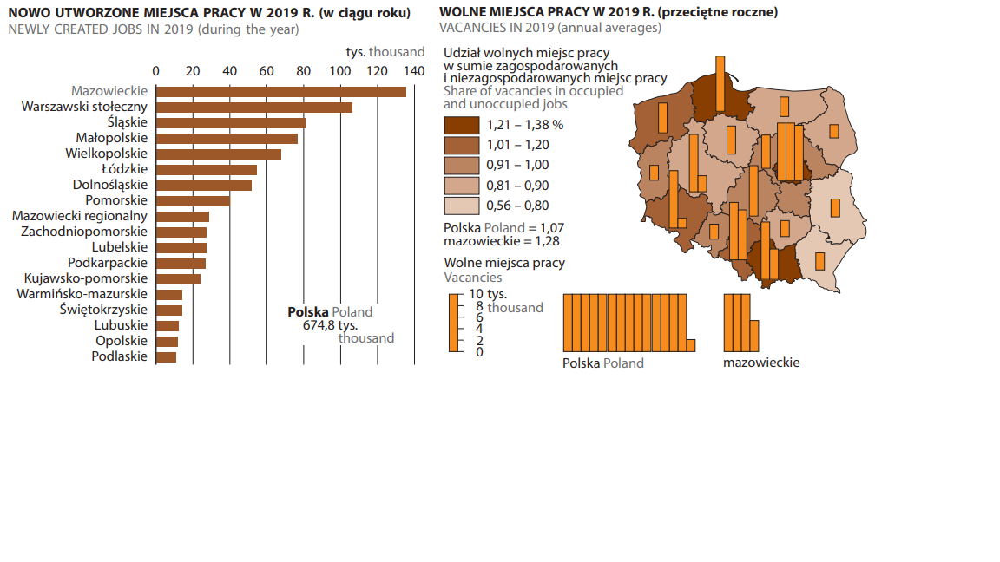 NOWO UTWORZONE MIEJSCA PRACY W 2019 R. (w ciągu roku)
NEWLY CREATED JOBS IN 2019 (during the year)
tys. thousand
0 20 40 60 80 100 120 140
Mazowieckie
Warszawski stołeczny
Śląskie
Małopolskie
Wielkopolskie
Łódzkie
Dolnośląskie
Pomorskie
Mazowiecki regionalny
Zachodniopomorskie
Lubelskie
Podkarpackie
Kujawsko-pomorskie
Warmińsko-mazurskie
Świętokrzyskie
Lubuskie
Opolskie
Podlaskie
Polska Poland
674,8 tys.
thousand
WOLNE MIEJSCA PRACY W 2019 R. (przeciętne roczne)
VACANCIES IN 2019 (annual averages)
Udział wolnych miejsc pracy
w sumie zagospodarowanych
i niezagospodarowanych miejsc pracy
Share of vacancies in occupied
and unoccupied jobs
1,21 – 1,38 %
1,01 – 1,20
0,91 – 1,00
0,81 – 0,90
0,56 – 0,80
Polska Poland = 1,07
mazowieckie = 1,28
Wolne miejsca pracy
Vacancies
10 tys.
8 thousand
6
4
2
0
Polska Poland
mazowieckie